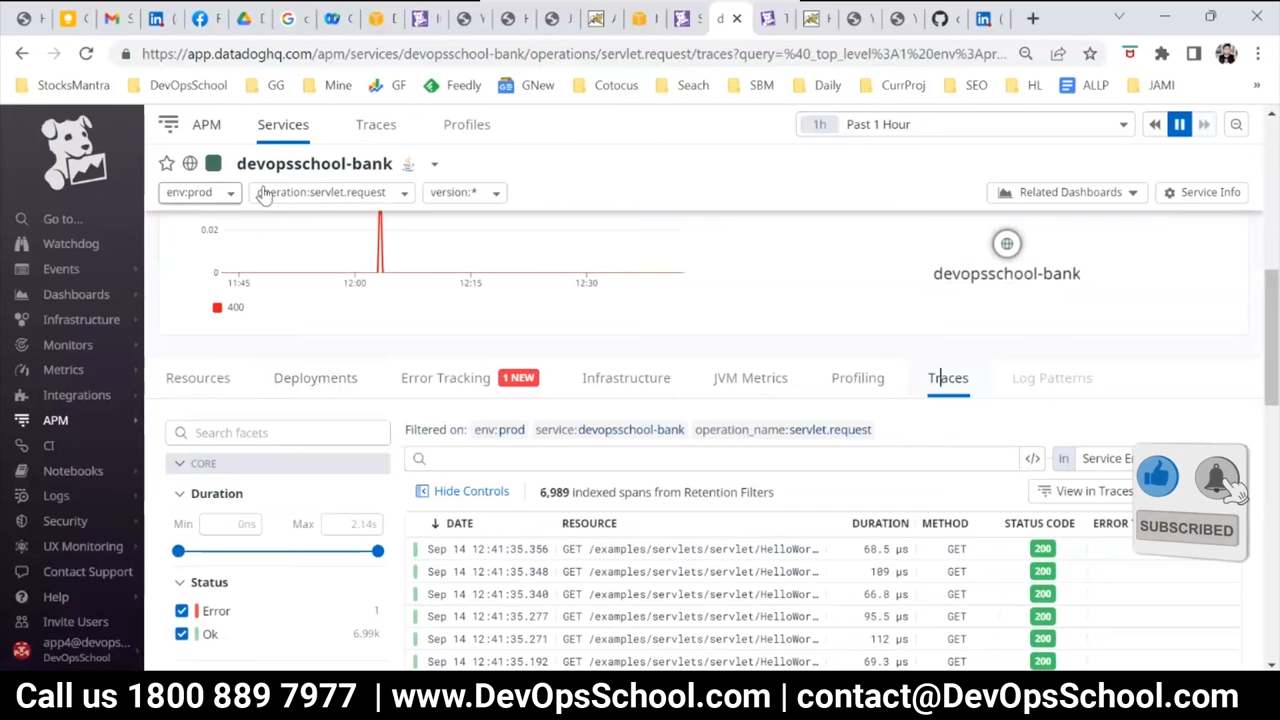 https://app.datadoghq.com/apm/services/devopsschool-bank/operations/servlet.request/traces?query=%40_top_level%3A1%20env%3Apr...
StocksMantra
DevOpsSchool
GG
Mine
GF
Feedly
GNew
Cotocus
Seach
SBM
Daily
CurrProj
SEO
HL
ALLP
JAMI
»
APM
Services
Traces
Profiles
1h Past 1 Hour
devopsschool-bank
env:prod
operation:servlet.request
version:*
Related Dashboards
Service Info
Go to...
Watchdog
Events
Dashboards
Infrastructure
Monitors
Metrics
Integrations
APM
CI
Notebooks
Logs
Security
UX Monitoring
Contact Support
Help
Invite Users
app4@devops...
DevOpsSchool
0.02
0
11:45
12:00
12:15
12:30
400
devopsschool-bank
Resources
Deployments
Error Tracking 1 NEW
Infrastructure
JVM Metrics
Profiling
Traces
Log Patterns
Search facets
CORE
Duration
Min 0ns Max 2.14s
Status
Error 1
Ok 6.99k
Filtered on: env:prod service:devopsschool-bank operation_name:servlet.request
</> in Service En
Hide Controls 6,989 indexed spans from Retention Filters
View in Traces
DATE RESOURCE DURATION METHOD STATUS CODE ERROR
Sep 14 12:41:35.356 GET /examples/servlets/servlet/HelloWor... 68.5 µs GET 200
Sep 14 12:41:35.348 GET /examples/servlets/servlet/HelloWor... 109 µs GET 200
Sep 14 12:41:35.340 GET /examples/servlets/servlet/HelloWor... 66.8 µs GET 200
Sep 14 12:41:35.277 GET /examples/servlets/servlet/HelloWor... 95.5 µs GET 200
Sep 14 12:41:35.271 GET /examples/servlets/servlet/HelloWor... 112 µs GET 200
Sep 14 12:41:35.192 GET /examples/servlets/servlet/HelloWor... 69.3 µs GET 200
SUBSCRIBED
Call us 1800 889 7977 | www.DevOpsSchool.com | contact@DevOpsSchool.com